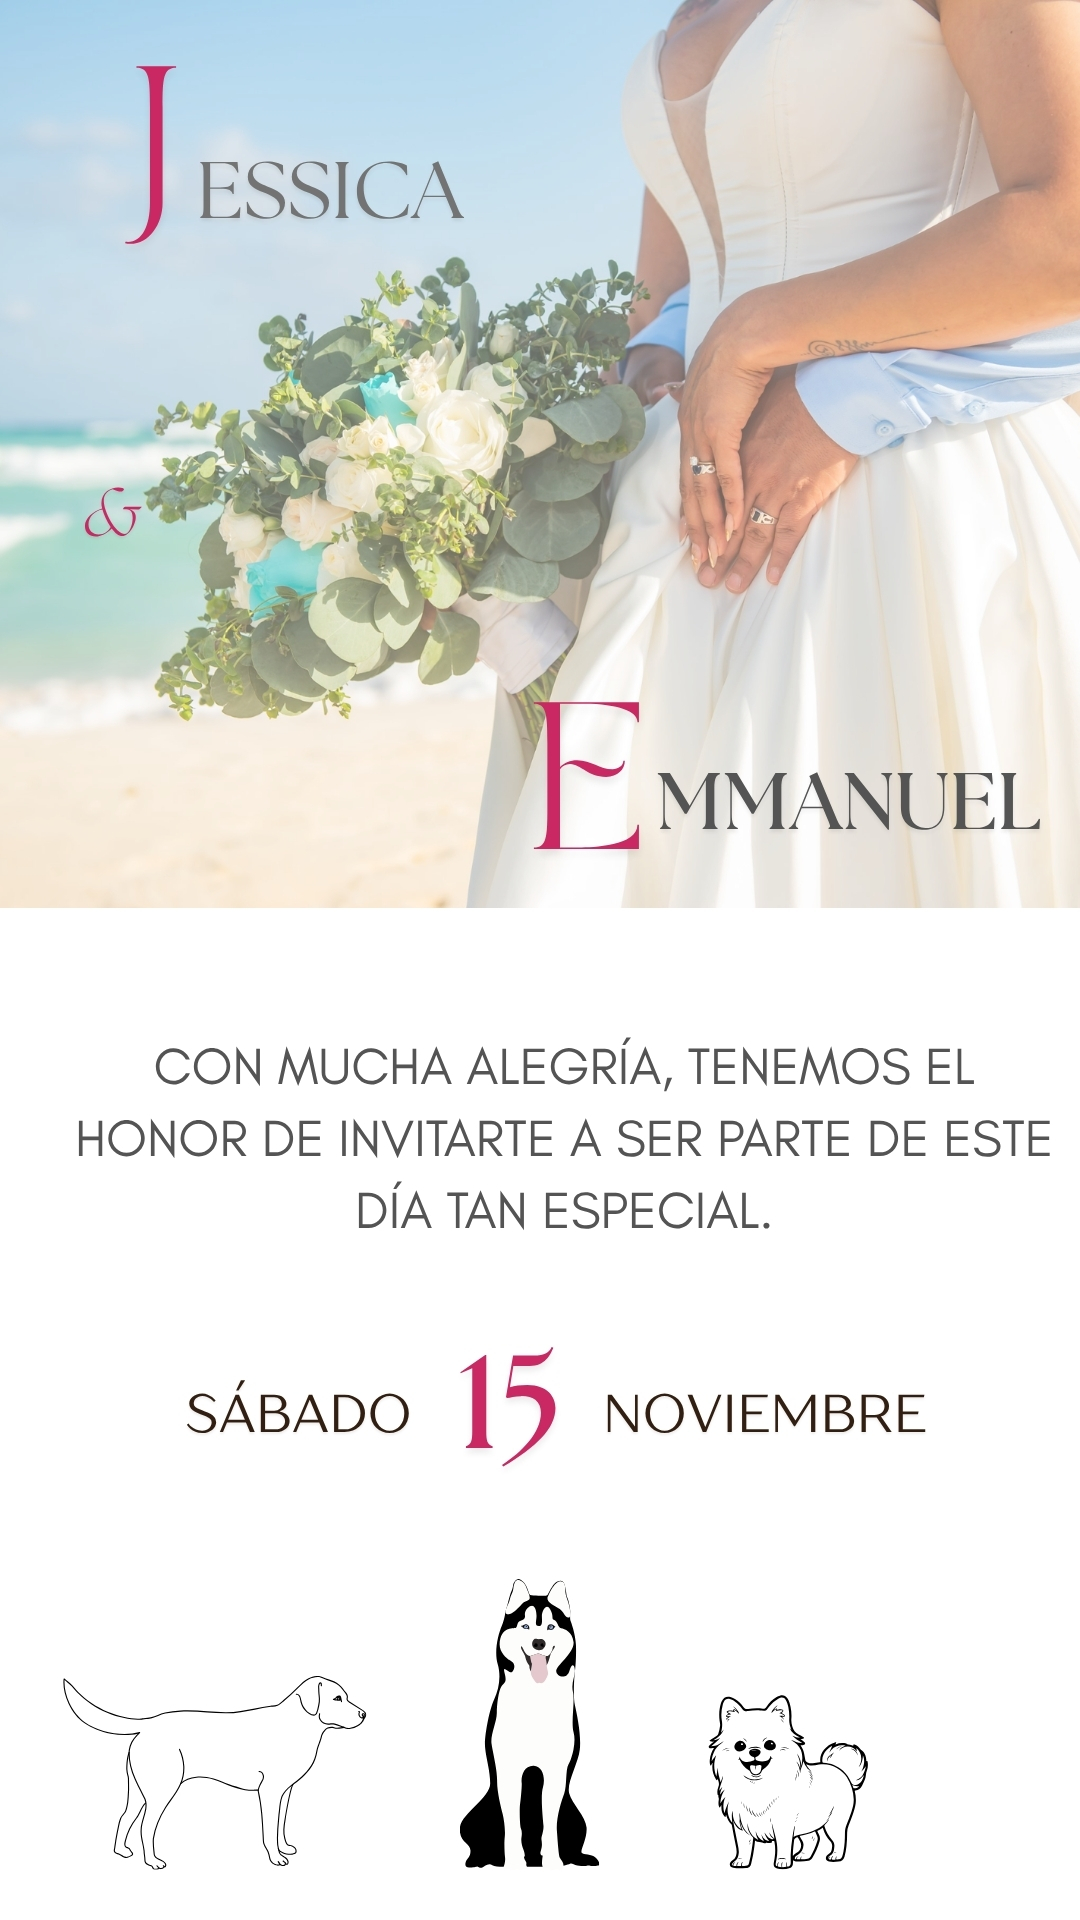 JESSICA
&
EMMANUEL
CON MUCHA ALEGRÍA, TENEMOS EL
HONOR DE INVITARTE A SER PARTE DE ESTE
DÍA TAN ESPECIAL.
SÁBADO 15 NOVIEMBRE